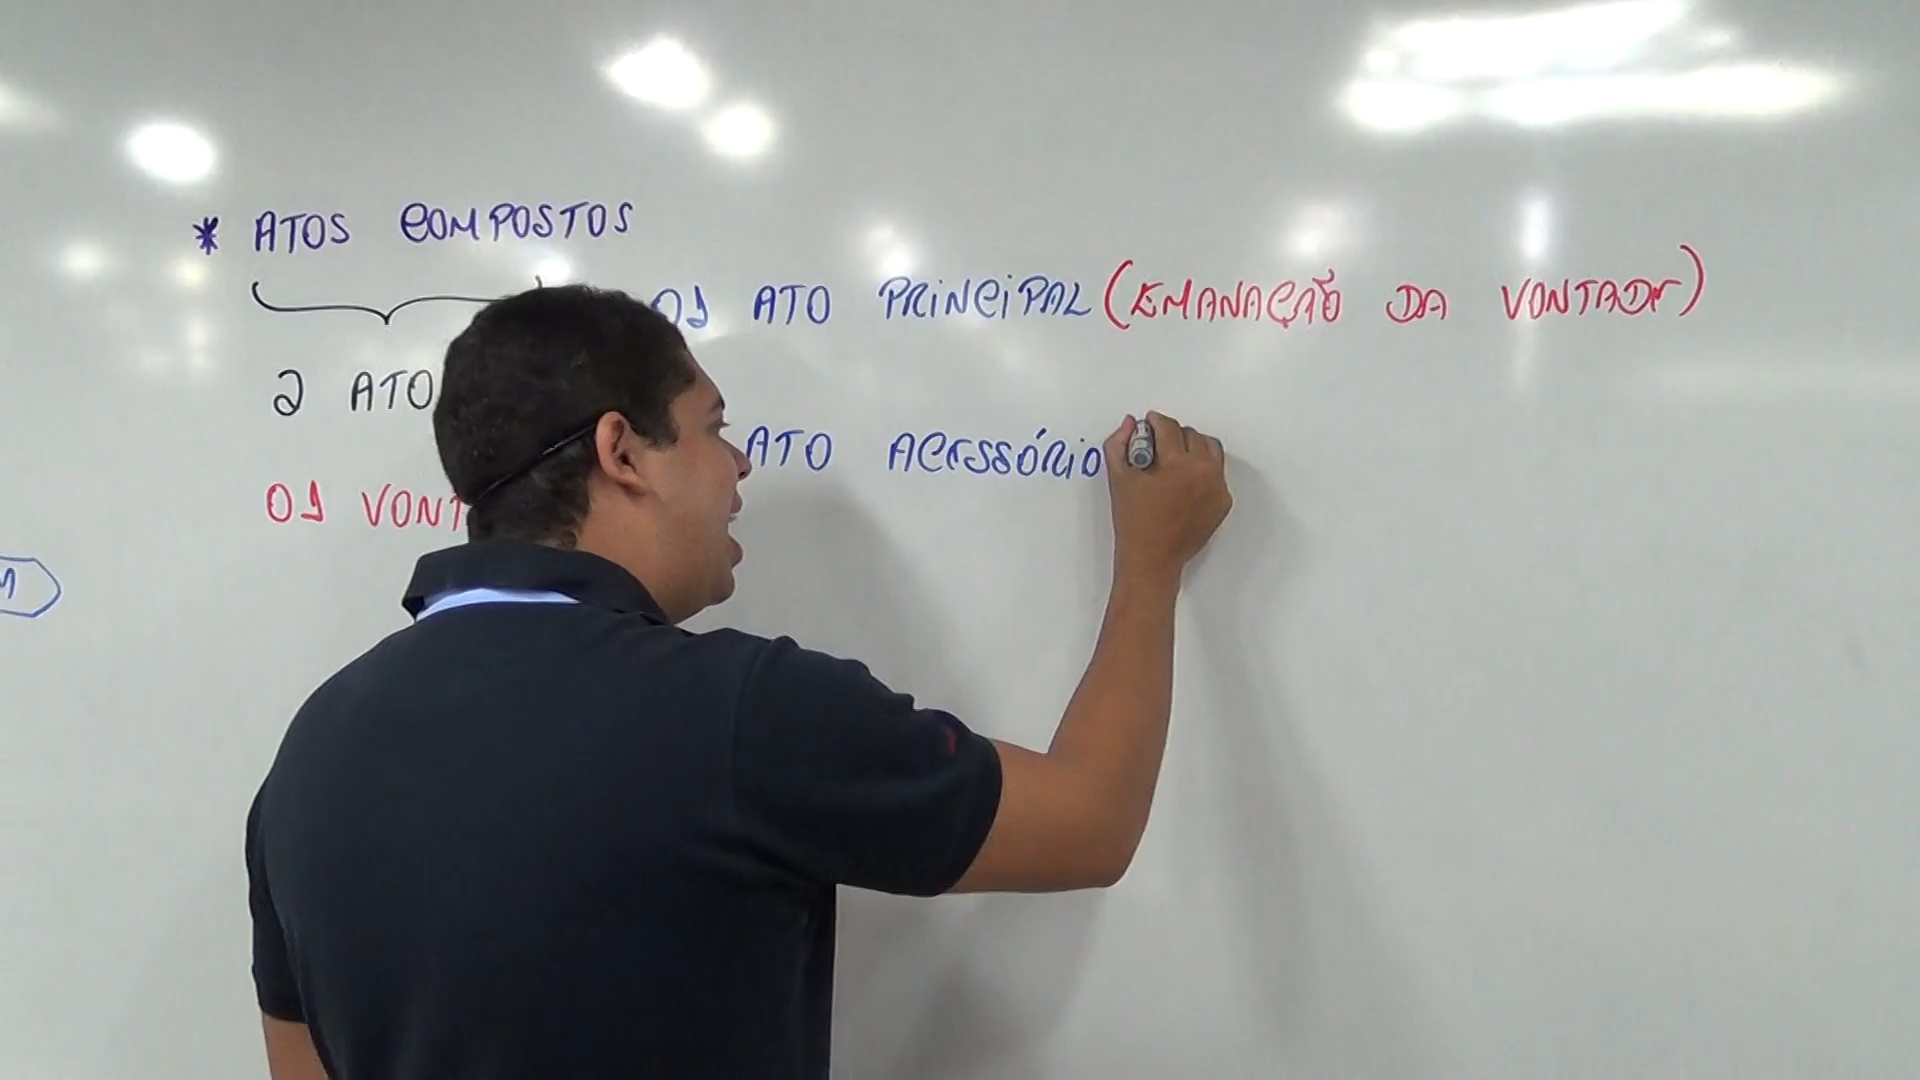 * ATOS COMPOSTOS
01 ATO PRINCIPAL (EMANAÇÃO DA VONTADE)
2 ATO
ATO ACESSÓRIO
01 VONT
M